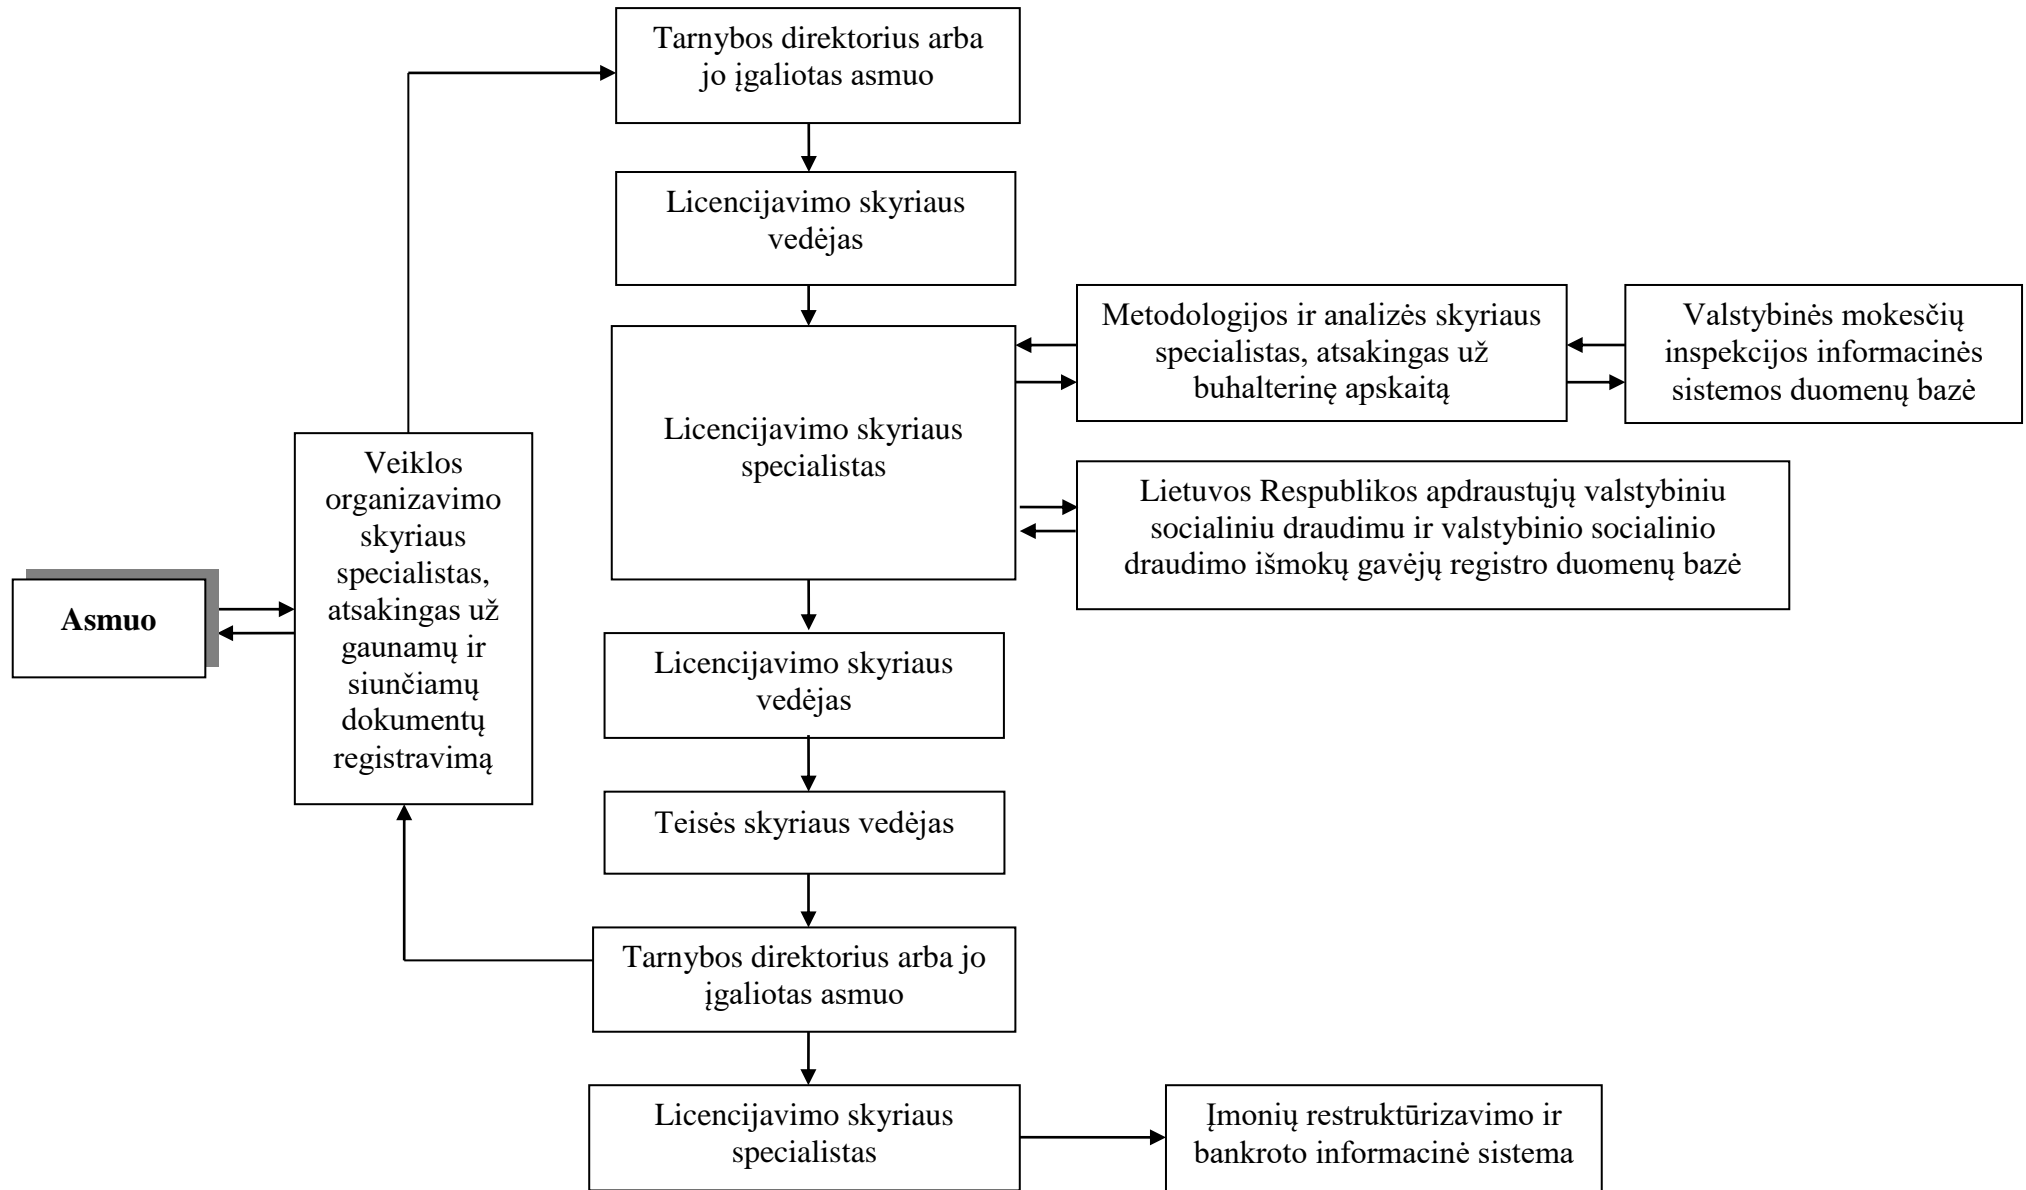 Tarnybos direktorius arba
jo įgaliotas asmuo
Licencijavimo skyriaus
vedėjas
Metodologijos ir analizės skyriaus
specialistas, atsakingas už
buhalterinę apskaitą
Valstybinės mokesčių
inspekcijos informacinės
sistemos duomenų bazė
Licencijavimo skyriaus
specialistas
Veiklos
organizavimo
skyriaus
specialistas,
atsakingas už
gaunamų ir
siunčiamų
dokumentų
registravimą
Lietuvos Respublikos apdraustųjų valstybiniu
socialiniu draudimu ir valstybinio socialinio
draudimo išmokų gavėjų registro duomenų bazė
Asmuo
Licencijavimo skyriaus
vedėjas
Teisės skyriaus vedėjas
Tarnybos direktorius arba jo
įgaliotas asmuo
Licencijavimo skyriaus
specialistas
Įmonių restruktūrizavimo ir
bankroto informacinė sistema